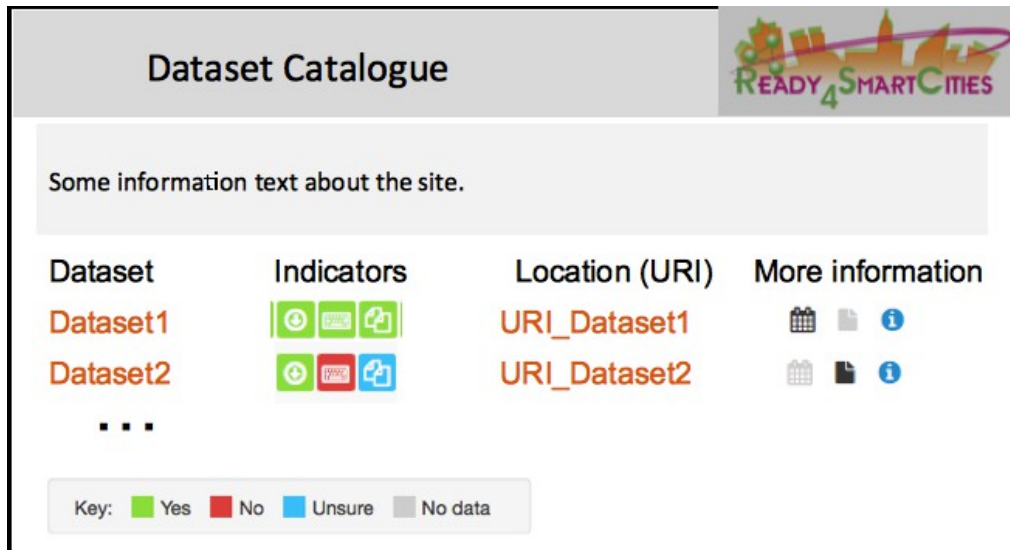 Dataset Catalogue
READY4SMARTCITIES
Some information text about the site.
Dataset Indicators Location (URI) More information
Dataset1 URI_Dataset1
Dataset2 URI_Dataset2
...
Key: Yes No Unsure No data